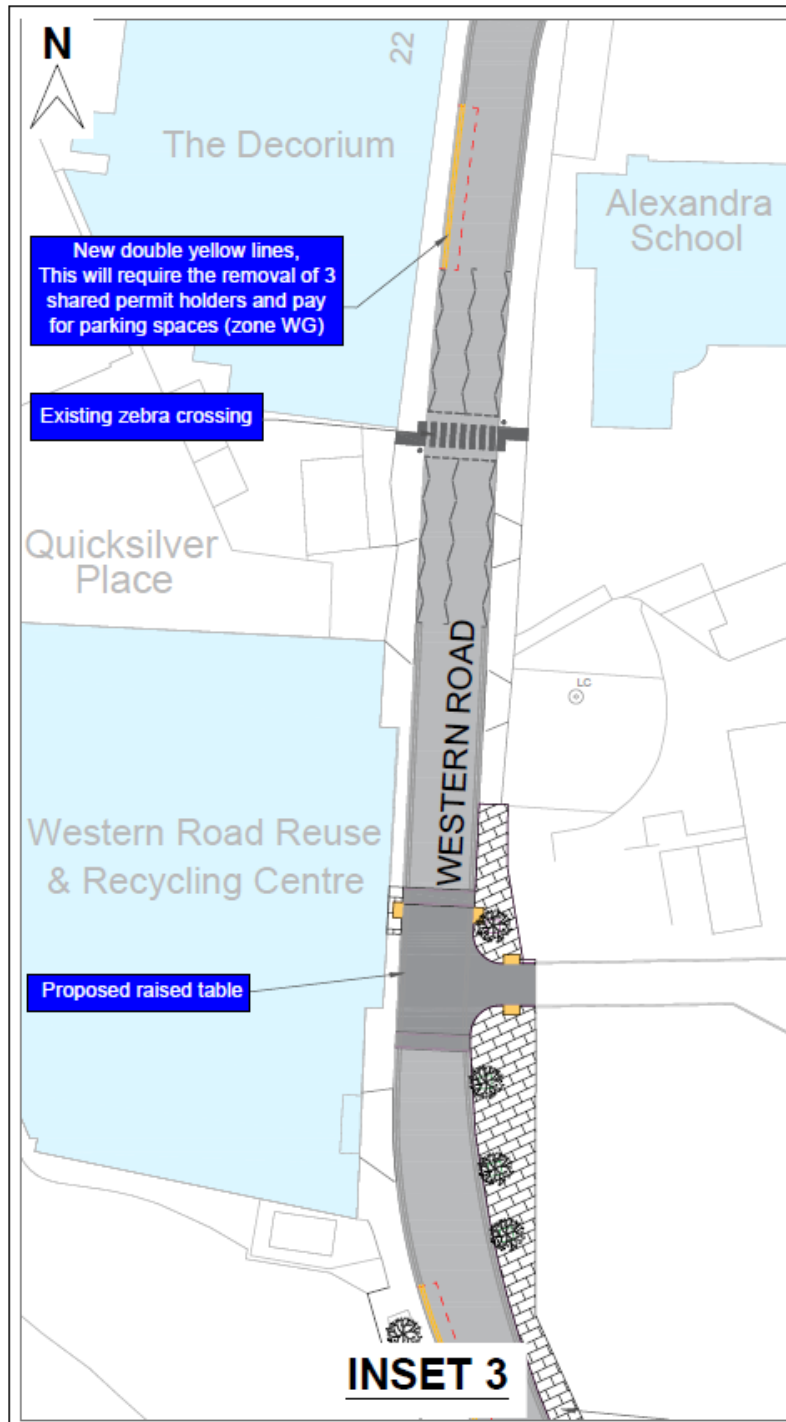 N
22
The Decorium
Alexandra
School
New double yellow lines,
This will require the removal of 3
shared permit holders and pay
for parking spaces (zone WG)
Existing zebra crossing
Quicksilver
Place
WESTERN ROAD
LC
Western Road Reuse
& Recycling Centre
Proposed raised table
INSET 3